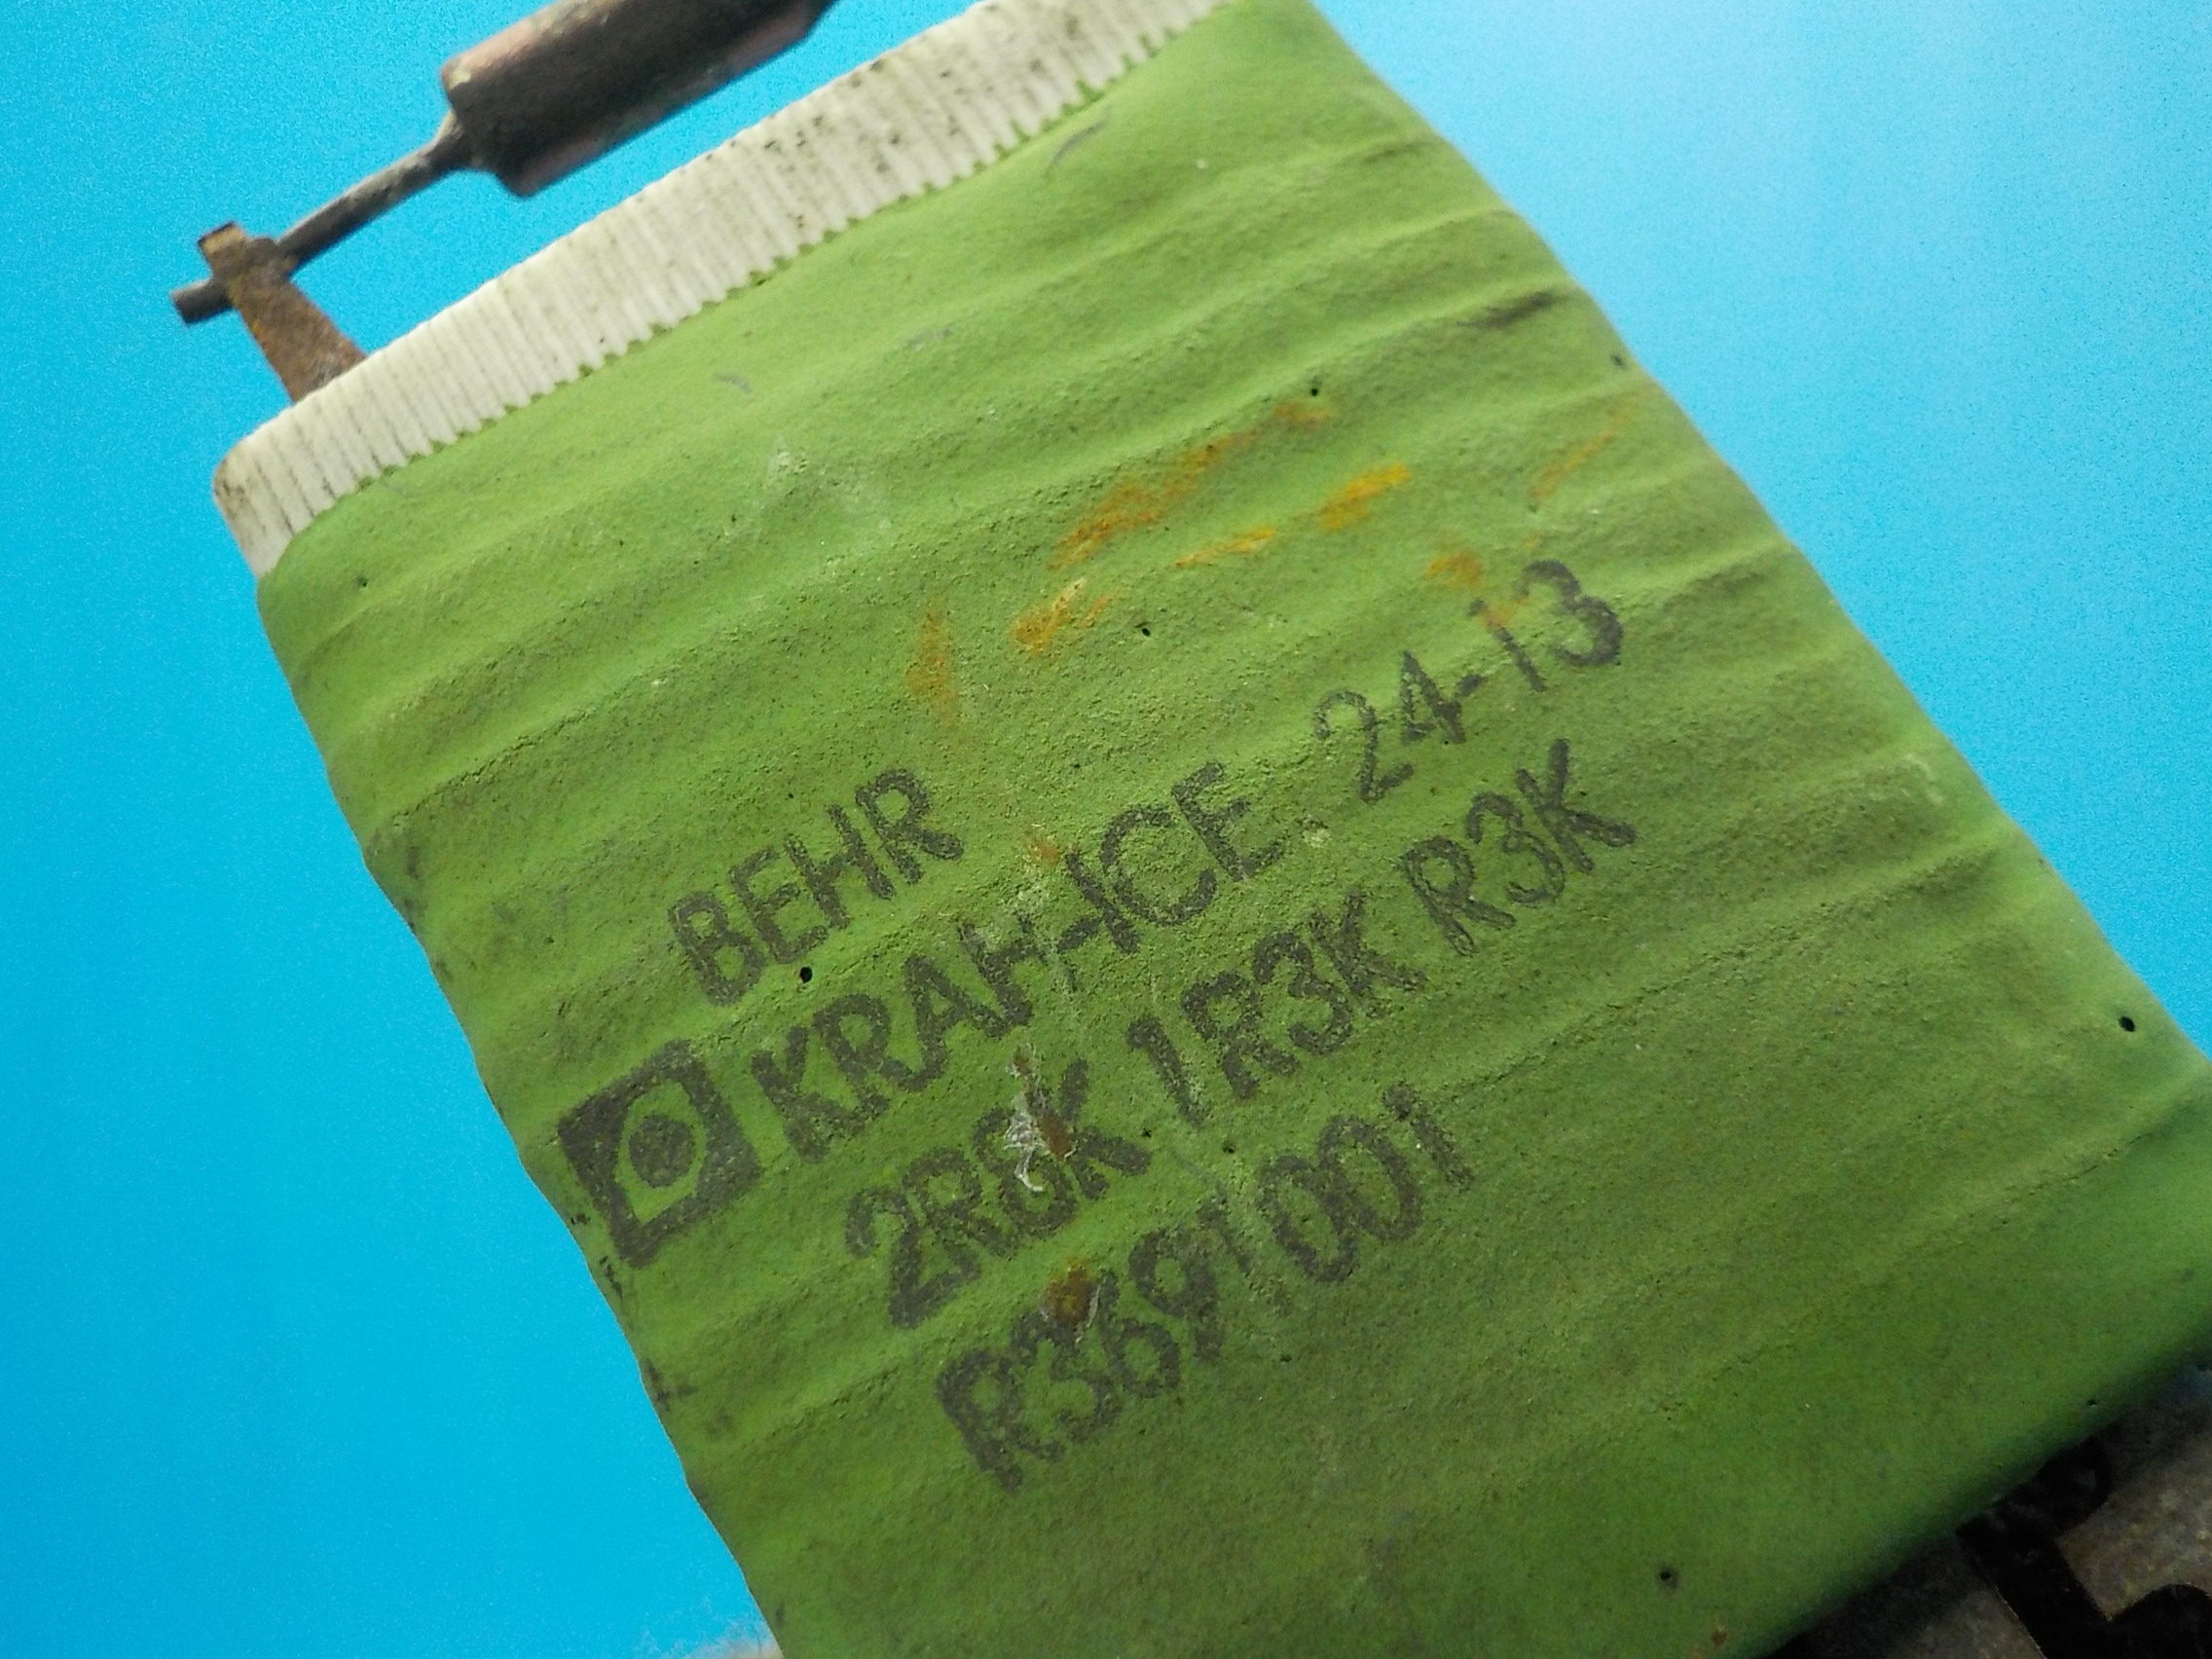 BEHR
KRAH-ICE 24-13
2R8K 1R3K R3K
R3691001